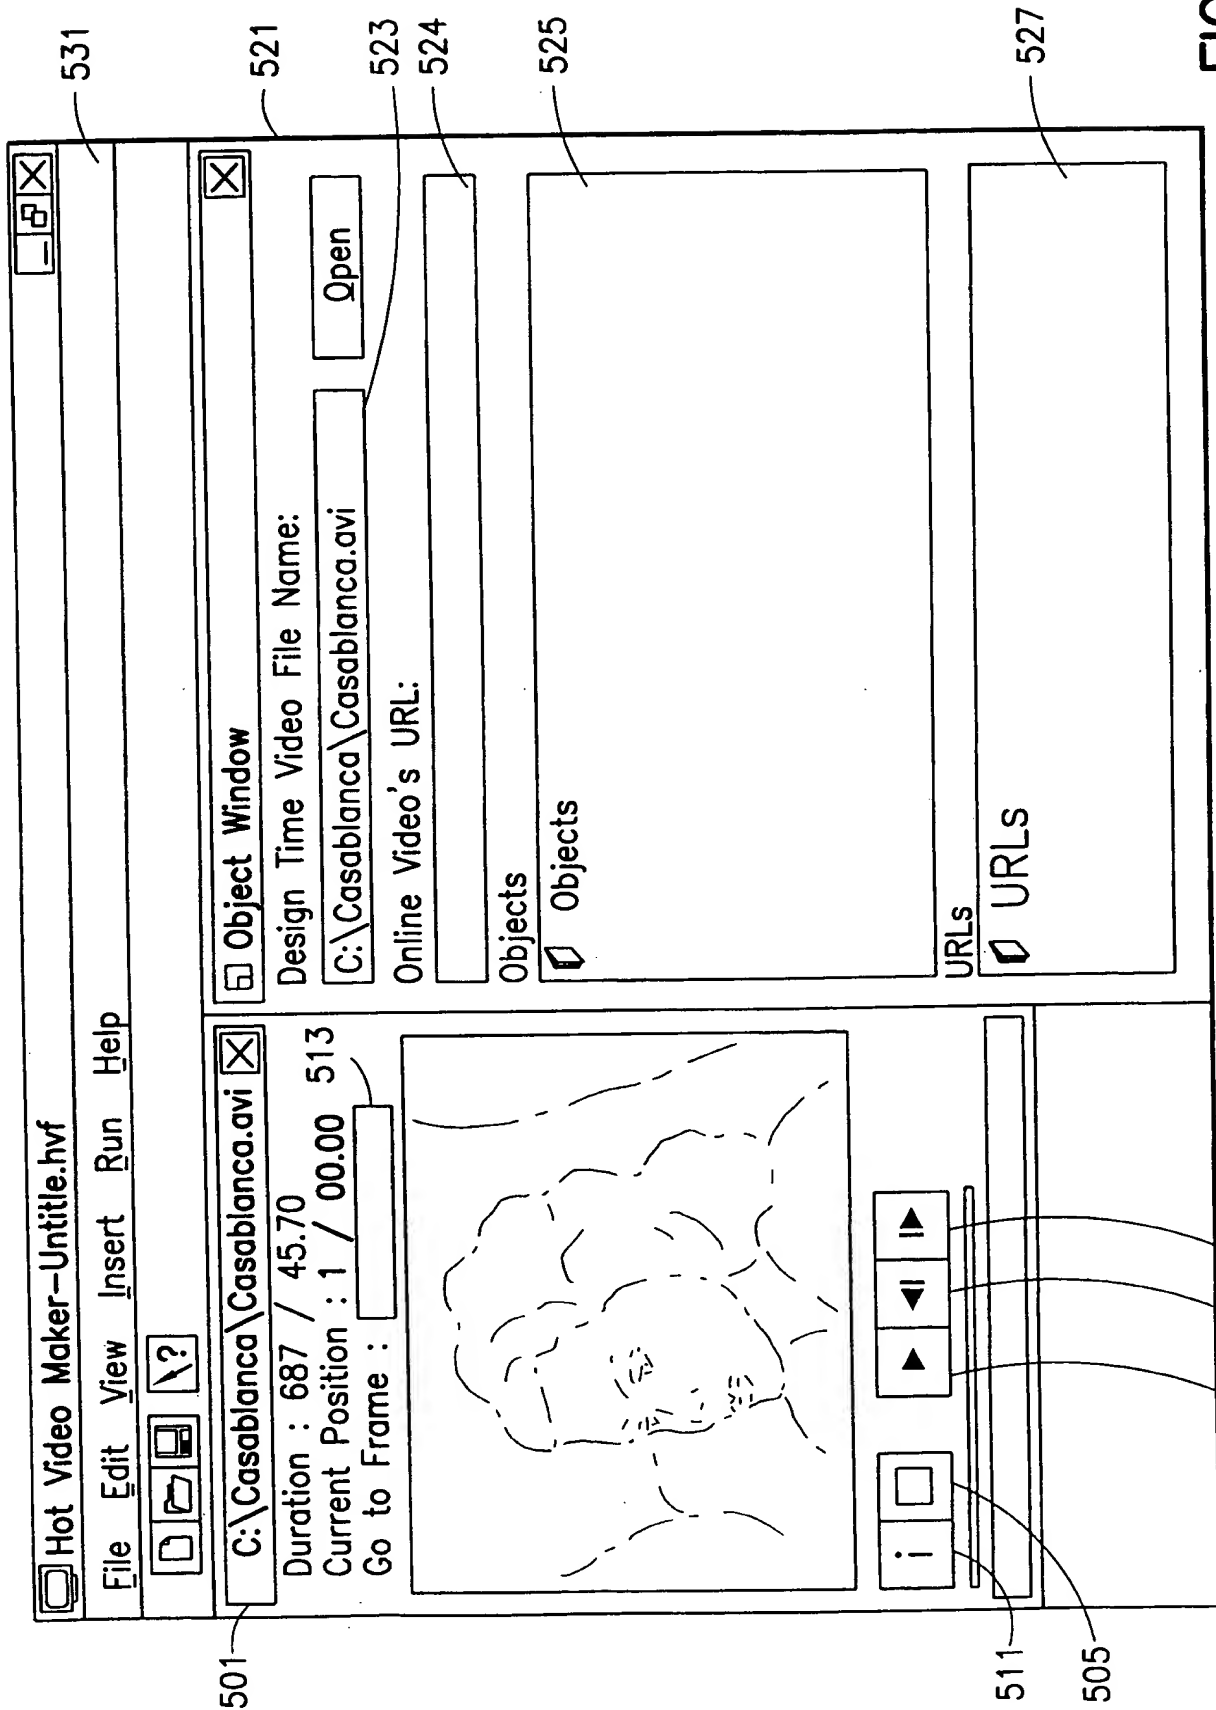 Hot Video Maker-Untitle.hvf
531
File Edit View Insert Run Help
?
501
C:\Casablanca\Casablanca.avi
Duration : 687 / 45.70
Current Position : 1 / 00.00
Go to Frame :
513
i
511
505
Object Window
521
Design Time Video File Name:
C:\Casablanca\Casablanca.avi
Open
523
Online Video's URL:
524
Objects
Objects
525
URLs
URLs
527